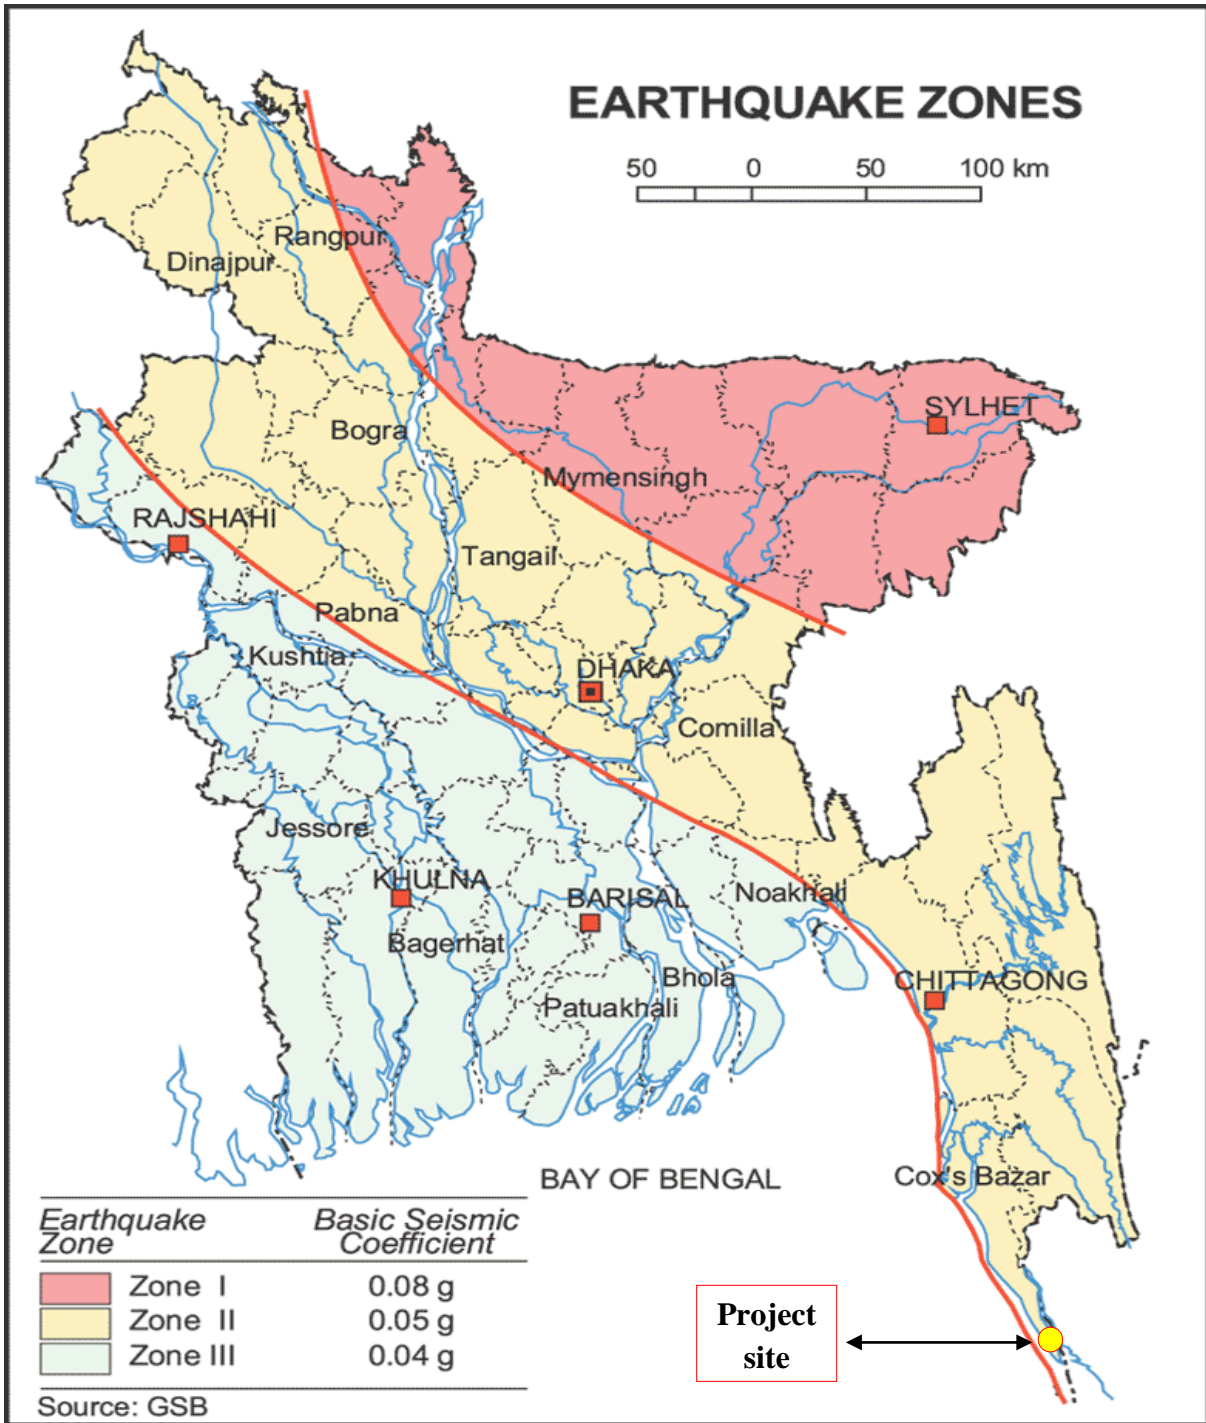 EARTHQUAKE ZONES
50 0 50 100 km
Rangpur
Dinajpur
SYLHET
Bogra
Mymensingh
RAJSHAHI
Tangail
Pabna
Kushtia
DHAKA
Comilla
Jessore
KHULNA
BARISAL
Noakhali
Bagerhat
Bhola
CHITTAGONG
Patuakhali
BAY OF BENGAL
Cox's Bazar
Earthquake Basic Seismic
Zone Coefficient
Zone I 0.08 g
Zone II 0.05 g
Zone III 0.04 g
Source: GSB
Project
site